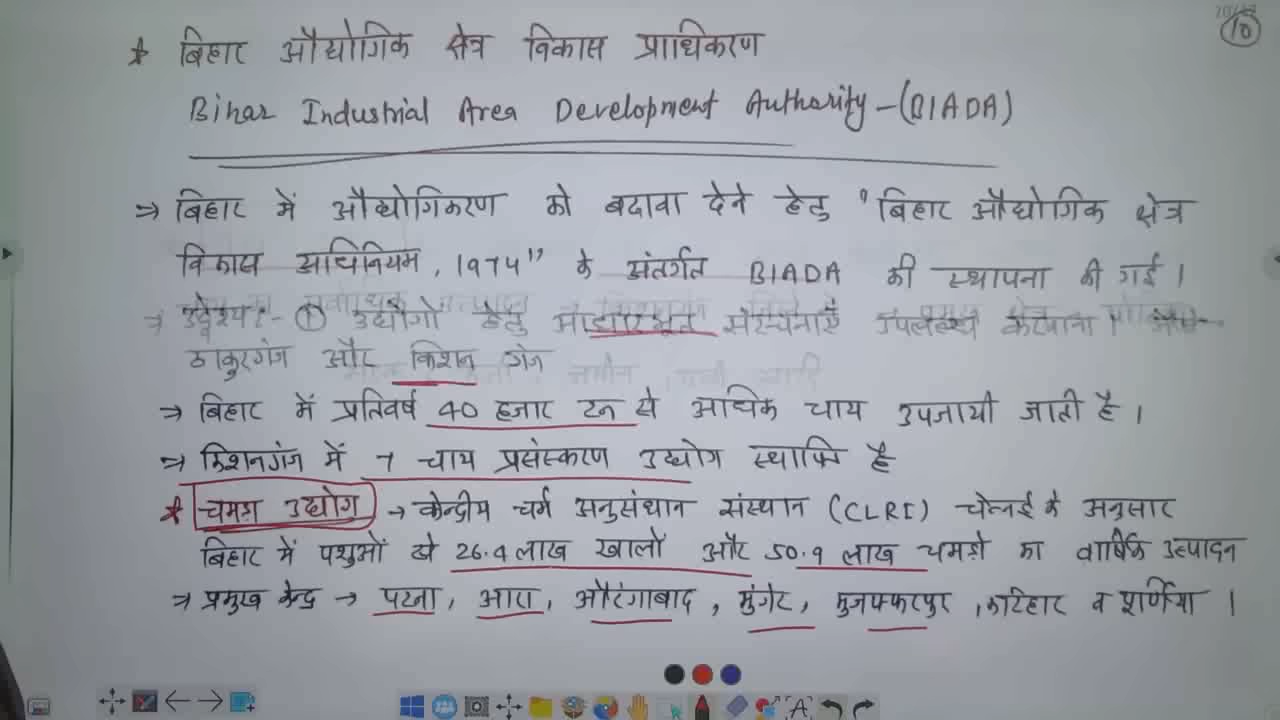 10
* बिहार औद्योगिक क्षेत्र विकास प्राधिकरण
Bihar Industrial Area Development Authority - (BIADA)
→ बिहार में औद्योगिकरण को बढावा देने हेतु "बिहार औद्योगिक क्षेत्र
विकास अधिनियम, 1974" के अंतर्गत BIADA की स्थापना की गई।
→ उद्देश्य :- ① उद्योगों हेतु आधारभूत संरचनाएँ उपलब्ध करवाना।
ठाकुरगंज और किशन गंज
→ बिहार में प्रतिवर्ष 40 हजार टन से अधिक चाय उपजायी जाती है।
→ किशनगंज में 7 चाय प्रसंस्करण उद्योग स्थापित है
* चमड़ा उद्योग → केन्द्रीय चर्म अनुसंधान संस्थान (CLRI) चेन्नई के अनुसार
बिहार में पशुओं से 26.4 लाख खालों और 50.9 लाख चमड़ो का वार्षिक उत्पादन
→ प्रमुख केन्द्र → पटना, आरा, औरंगाबाद, मुंगेर, मुजफ्फरपुर, कटिहार व पूर्णिया।